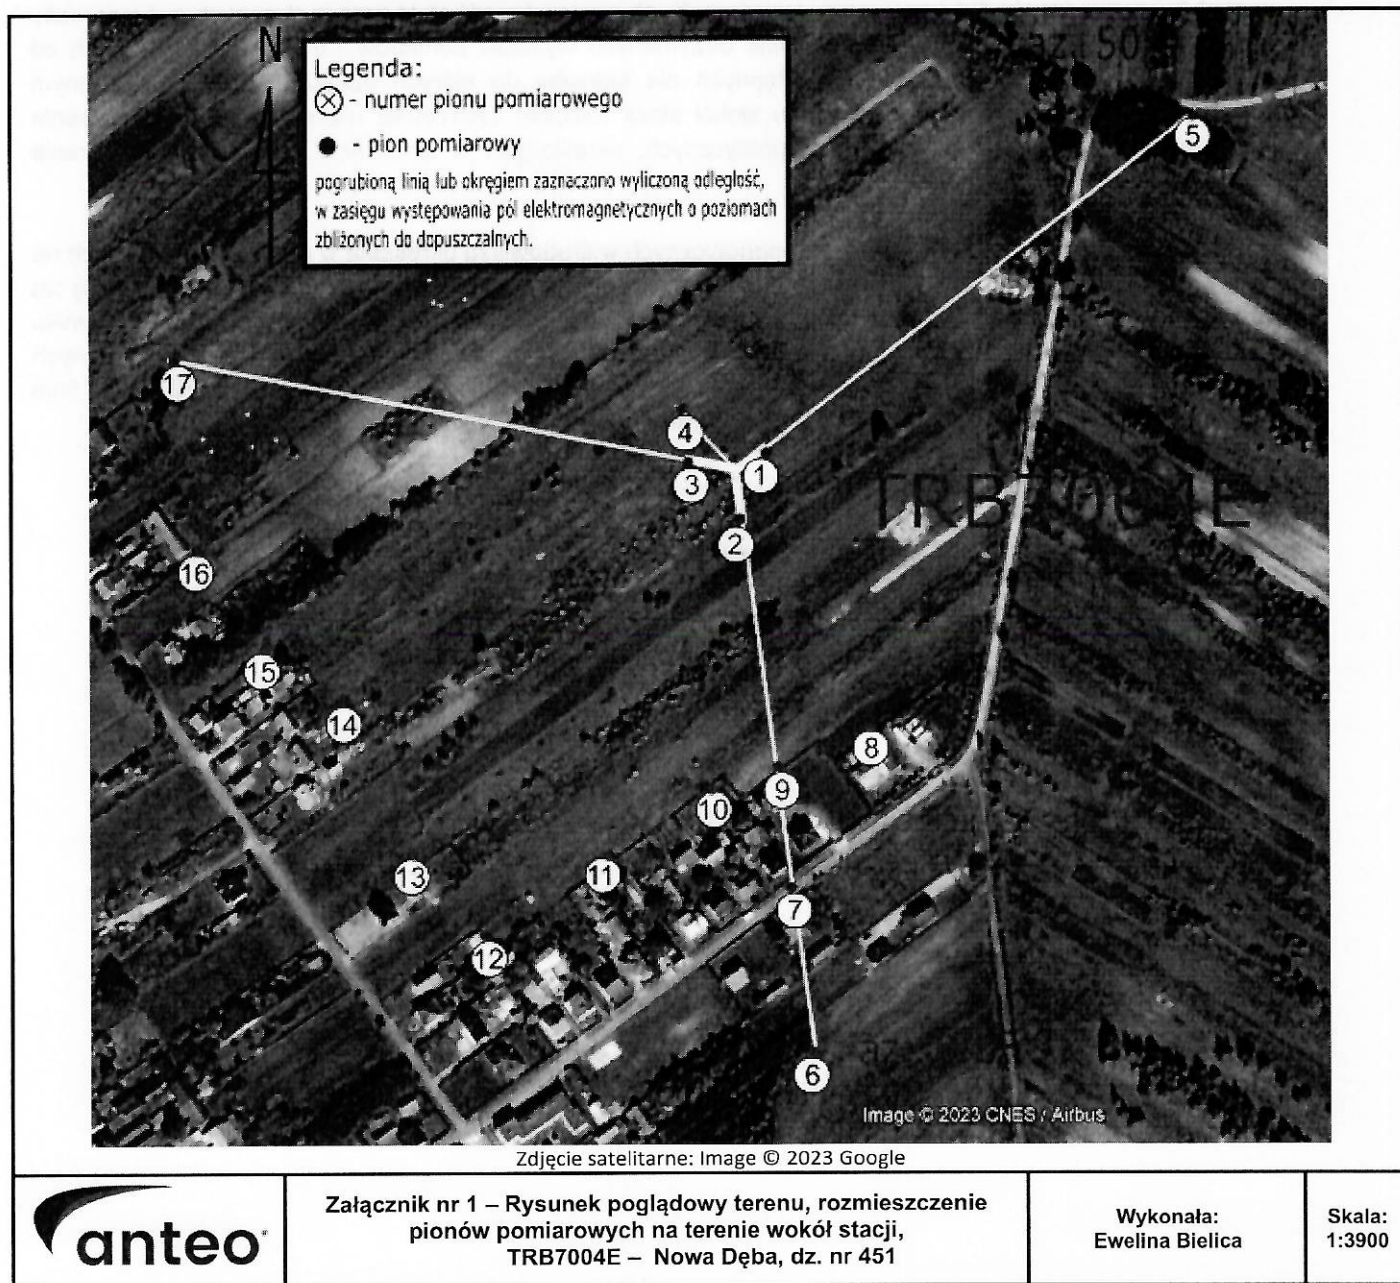 N
Legenda:
- numer pionu pomiarowego
- pion pomiarowy
pogrubioną linią lub okręgiem zaznaczono wyliczoną odległość,
w zasięgu występowania pól elektromagnetycznych o poziomach
zbliżonych do dopuszczalnych.
5
17
4
1
3
2
16
15
14
8
9
10
13
11
7
12
6
Image © 2023 CNES / Airbus
Zdjęcie satelitarne: Image © 2023 Google
anteo
Załącznik nr 1 – Rysunek poglądowy terenu, rozmieszczenie
pionów pomiarowych na terenie wokół stacji,
TRB7004E – Nowa Dęba, dz. nr 451
Wykonała:
Ewelina Bielica
Skala:
1:3900